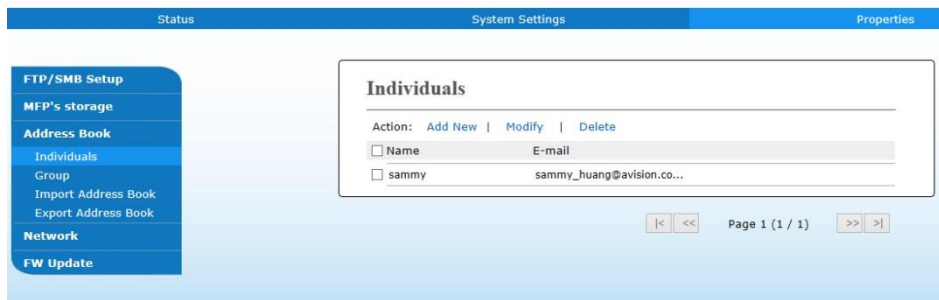 Status System Settings Properties
FTP/SMB Setup
MFP's storage
Address Book
Individuals
Group
Import Address Book
Export Address Book
Network
FW Update
Individuals
Action: Add New | Modify | Delete
Name E-mail
sammy sammy_huang@avision.co...
|< << Page 1 (1 / 1) >> >|